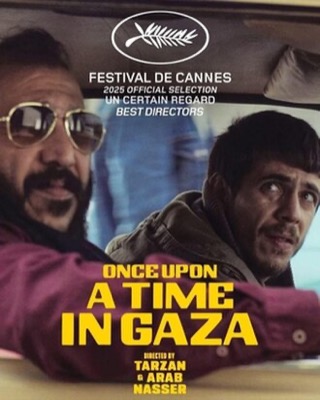 FESTIVAL DE CANNES
2025 OFFICIAL SELECTION
UN CERTAIN REGARD
BEST DIRECTORS
ONCE UPON
A TIME
IN GAZA
DIRECTED BY
TARZAN
& ARAB
NASSER